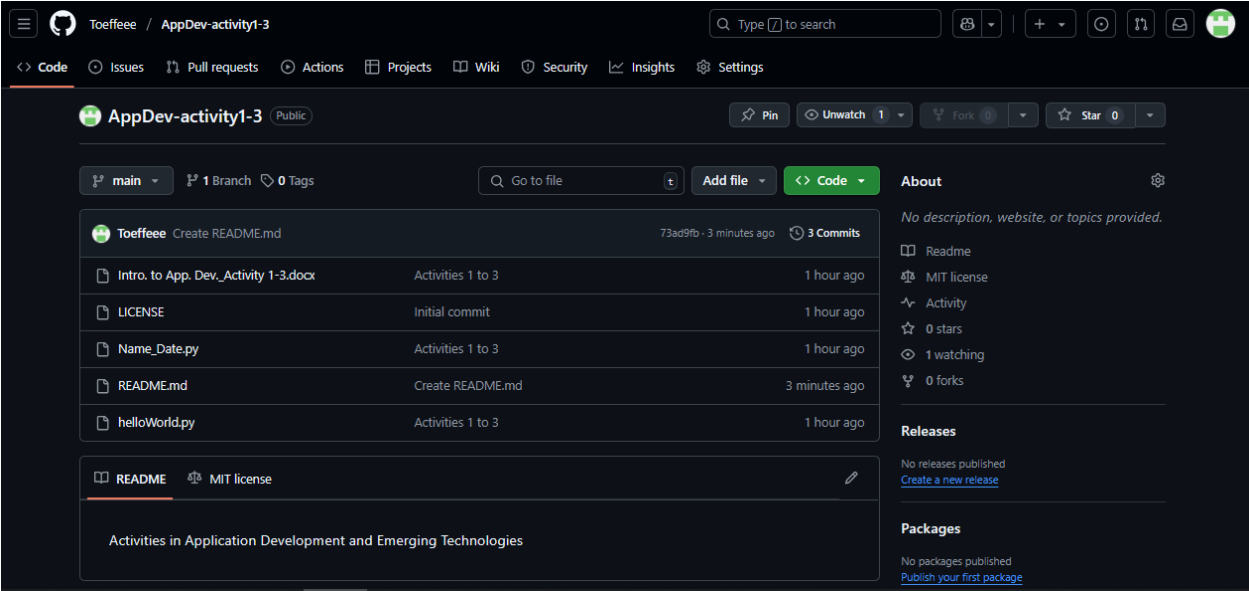 Toeffeee / AppDev-activity1-3 Type / to search
Code Issues Pull requests Actions Projects Wiki Security Insights Settings
AppDev-activity1-3 Public Pin Unwatch 1 Fork 0 Star 0
main 1 Branch 0 Tags Go to file t Add file Code
Toeffeee Create README.md 73ad9fb · 3 minutes ago 3 Commits
Intro. to App. Dev._Activity 1-3.docx Activities 1 to 3 1 hour ago
LICENSE Initial commit 1 hour ago
Name_Date.py Activities 1 to 3 1 hour ago
README.md Create README.md 3 minutes ago
helloWorld.py Activities 1 to 3 1 hour ago
README MIT license
Activities in Application Development and Emerging Technologies
About
No description, website, or topics provided.
Readme
MIT license
Activity
0 stars
1 watching
0 forks
Releases
No releases published
Create a new release
Packages
No packages published
Publish your first package